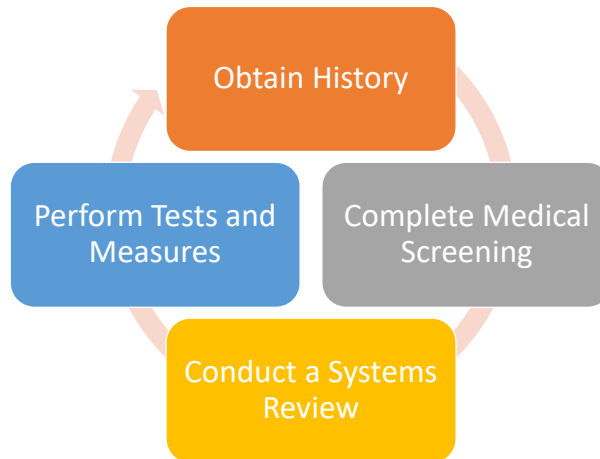 Obtain History
Complete Medical
Screening
Conduct a Systems
Review
Perform Tests and
Measures